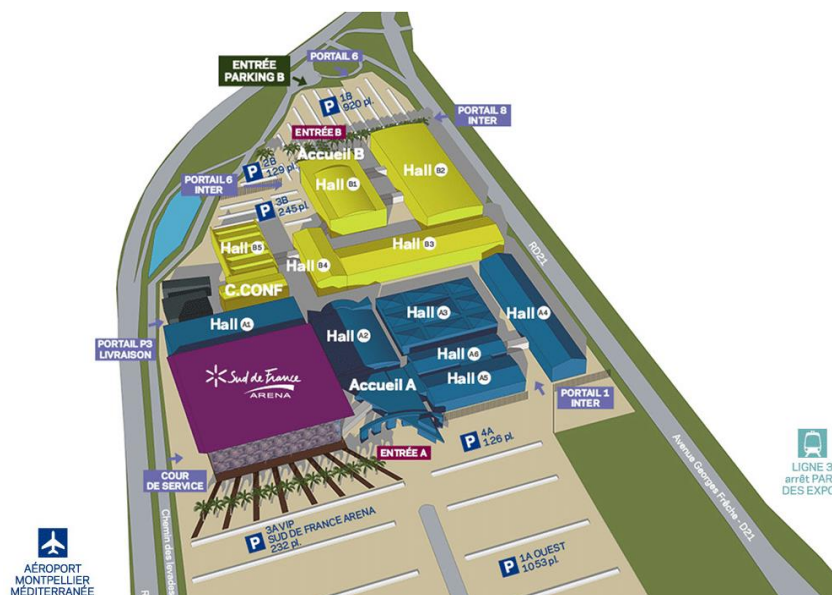 ENTRÉE
PARKING B
PORTAIL 6
1B
920 pl.
PORTAIL 8
INTER
ENTRÉE B
Accueil B
2B
129 pl.
PORTAIL 6
INTER
Hall B1
Hall B2
3B
245 pl.
Hall B5
Hall B4
Hall B3
RD21
C.CONF
Hall A1
Hall A2
Hall A3
Hall A4
PORTAIL P3
LIVRAISON
Hall A6
Hall A5
Sud de France
ARENA
Accueil A
PORTAIL 1
INTER
ENTRÉE A
4A
126 pl.
COUR
DE SERVICE
Avenue Georges Frêche - D21
LIGNE 3
arrêt PAR
DES EXPO
Chemin des levades
3A VIP
SUD DE FRANCE ARENA
232 pl.
1A OUEST
1053 pl.
AÉROPORT
MONTPELLIER
MÉDITERRANÉE